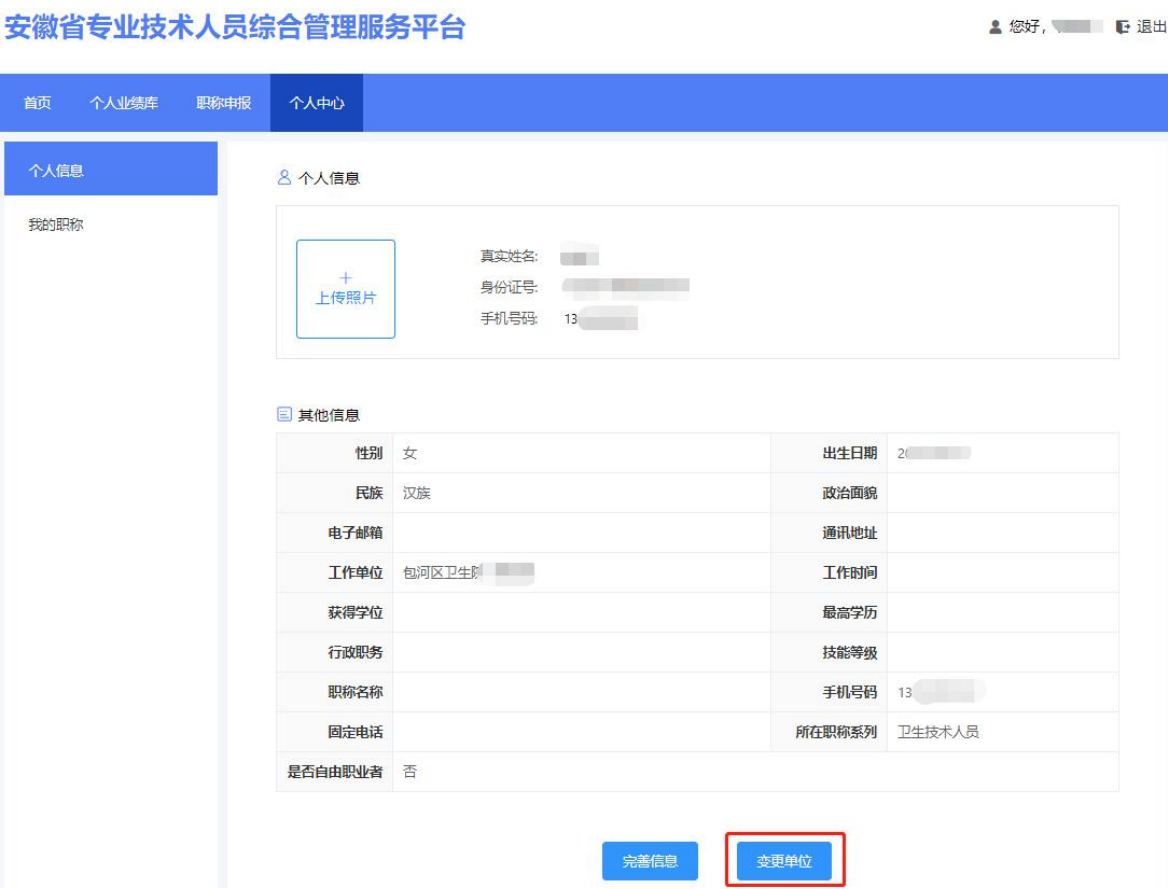 安徽省专业技术人员综合管理服务平台
您好, 退出
首页 个人业绩库 职称申报 个人中心
个人信息
我的职称
个人信息
上传照片
真实姓名:
身份证号:
手机号码: 13
其他信息
性别 女 出生日期 20
民族 汉族 政治面貌
电子邮箱 通讯地址
工作单位 包河区卫生院 工作时间
获得学位 最高学历
行政职务 技能等级
职称名称 手机号码 13
固定电话 所在职称系列 卫生技术人员
是否自由职业者 否
完善信息 变更单位